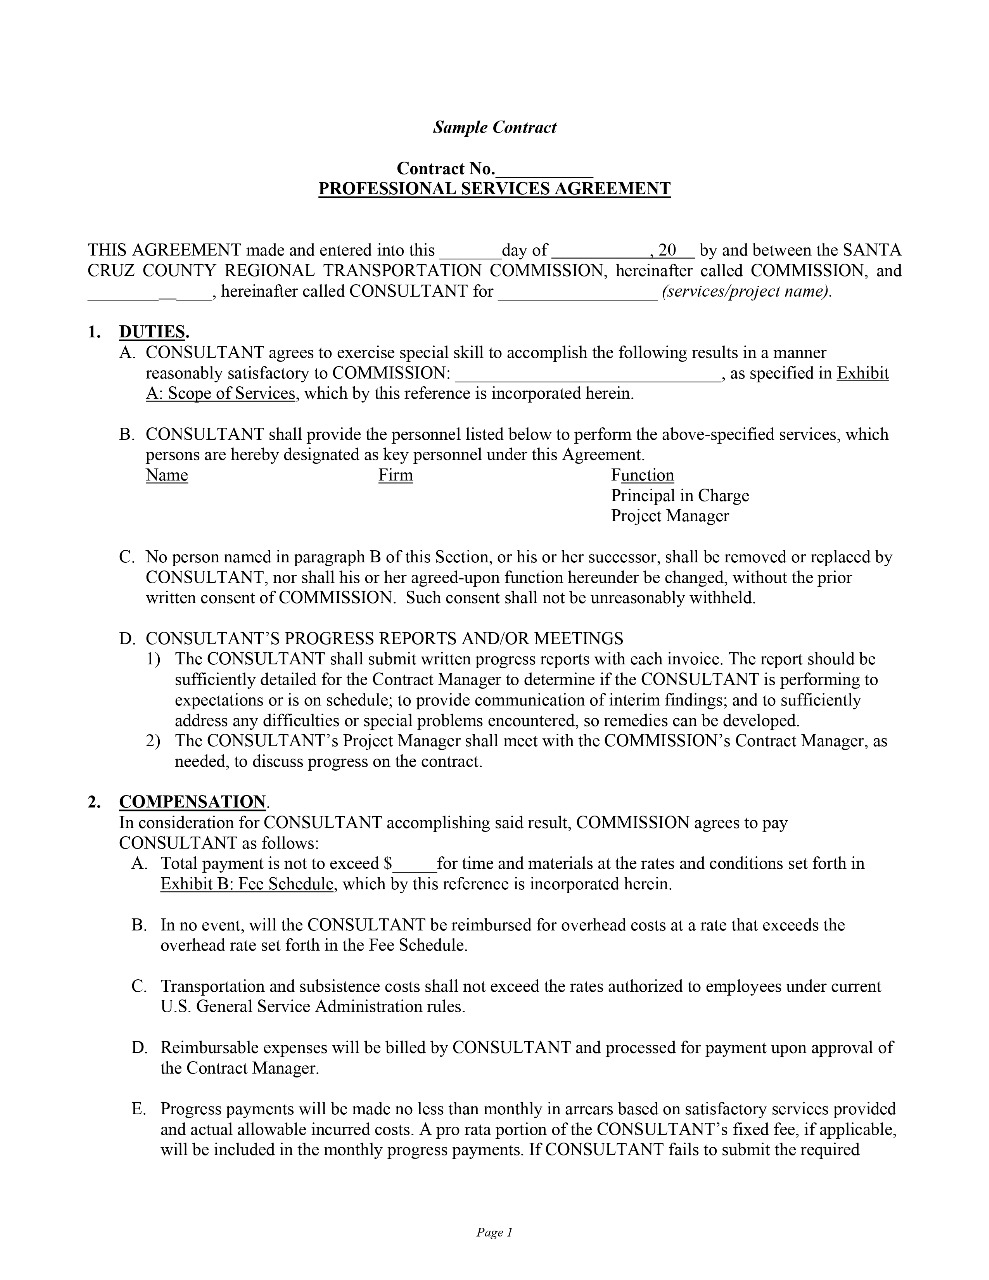 Sample Contract
Contract No.___________
PROFESSIONAL SERVICES AGREEMENT
THIS AGREEMENT made and entered into this _______day of ___________, 20__ by and between the SANTA
CRUZ COUNTY REGIONAL TRANSPORTATION COMMISSION, hereinafter called COMMISSION, and
______________, hereinafter called CONSULTANT for __________________ (services/project name).
1. DUTIES.
A. CONSULTANT agrees to exercise special skill to accomplish the following results in a manner
reasonably satisfactory to COMMISSION: ______________________________, as specified in Exhibit
A: Scope of Services, which by this reference is incorporated herein.
B. CONSULTANT shall provide the personnel listed below to perform the above-specified services, which
persons are hereby designated as key personnel under this Agreement.
Name Firm Function
Principal in Charge
Project Manager
C. No person named in paragraph B of this Section, or his or her successor, shall be removed or replaced by
CONSULTANT, nor shall his or her agreed-upon function hereunder be changed, without the prior
written consent of COMMISSION. Such consent shall not be unreasonably withheld.
D. CONSULTANT’S PROGRESS REPORTS AND/OR MEETINGS
1) The CONSULTANT shall submit written progress reports with each invoice. The report should be
sufficiently detailed for the Contract Manager to determine if the CONSULTANT is performing to
expectations or is on schedule; to provide communication of interim findings; and to sufficiently
address any difficulties or special problems encountered, so remedies can be developed.
2) The CONSULTANT’s Project Manager shall meet with the COMMISSION’s Contract Manager, as
needed, to discuss progress on the contract.
2. COMPENSATION.
In consideration for CONSULTANT accomplishing said result, COMMISSION agrees to pay
CONSULTANT as follows:
A. Total payment is not to exceed $_____for time and materials at the rates and conditions set forth in
Exhibit B: Fee Schedule, which by this reference is incorporated herein.
B. In no event, will the CONSULTANT be reimbursed for overhead costs at a rate that exceeds the
overhead rate set forth in the Fee Schedule.
C. Transportation and subsistence costs shall not exceed the rates authorized to employees under current
U.S. General Service Administration rules.
D. Reimbursable expenses will be billed by CONSULTANT and processed for payment upon approval of
the Contract Manager.
E. Progress payments will be made no less than monthly in arrears based on satisfactory services provided
and actual allowable incurred costs. A pro rata portion of the CONSULTANT’s fixed fee, if applicable,
will be included in the monthly progress payments. If CONSULTANT fails to submit the required
Page 1